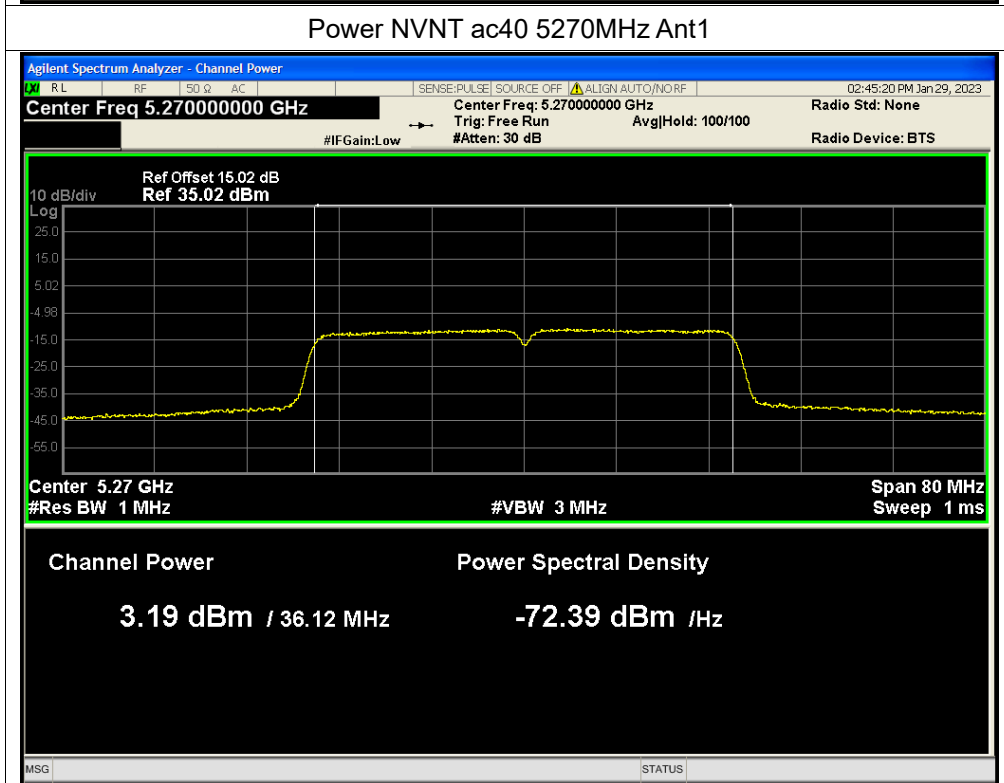 Power NVNT ac40 5270MHz Ant1
Agilent Spectrum Analyzer - Channel Power
LXI RL RF 50 Ω AC SENSE:PULSE SOURCE OFF ALIGN AUTO/NO RF 02:45:20 PM Jan 29, 2023
Center Freq 5.270000000 GHz Center Freq: 5.270000000 GHz Radio Std: None
Trig: Free Run Avg|Hold: 100/100
#IFGain:Low #Atten: 30 dB Radio Device: BTS
Ref Offset 15.02 dB
10 dB/div Ref 35.02 dBm
Log
25.0
15.0
5.02
-4.98
-15.0
-25.0
-35.0
-45.0
-55.0
Center 5.27 GHz Span 80 MHz
#Res BW 1 MHz #VBW 3 MHz Sweep 1 ms
Channel Power Power Spectral Density
3.19 dBm / 36.12 MHz -72.39 dBm /Hz
MSG STATUS